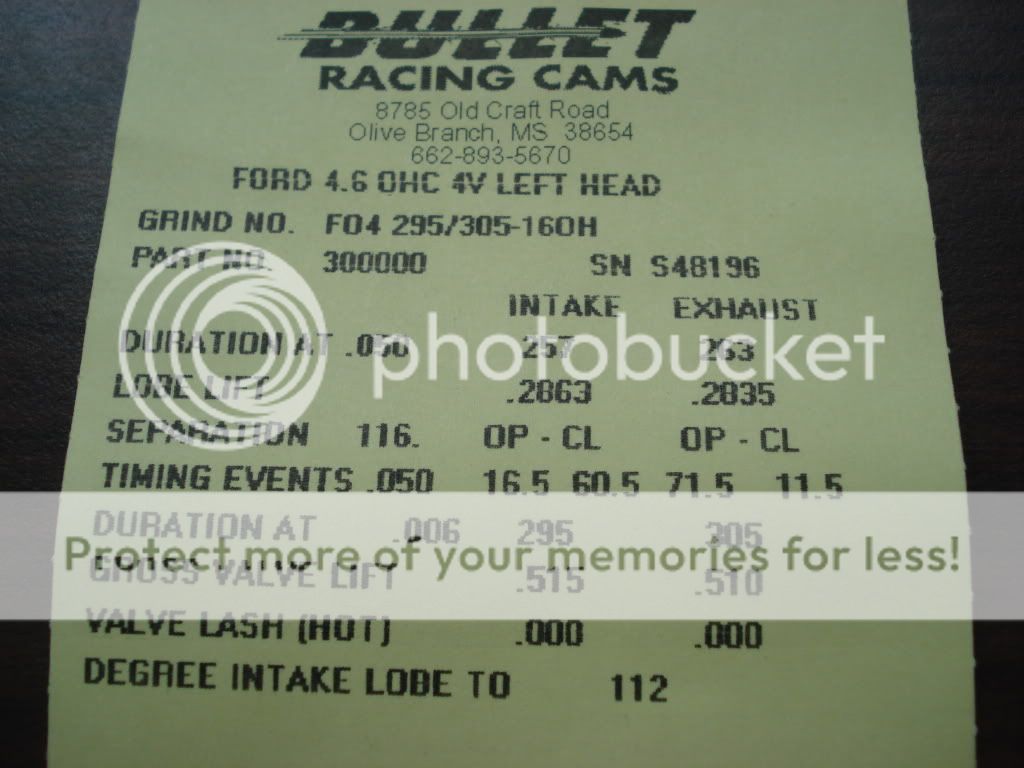 BULLET
RACING CAMS
8785 Old Craft Road
Olive Branch, MS 38654
662-893-5670
FORD 4.6 OHC 4V LEFT HEAD
GRIND NO. FO4 295/305-16OH
PART NO. 300000 SN S48196
INTAKE EXHAUST
DURATION AT .050 257 263
LOBE LIFT .2863 .2835
SEPARATION 116. OP - CL OP - CL
TIMING EVENTS .050 16.5 60.5 71.5 11.5
DURATION AT .006 295 305
GROSS VALVE LIFT .515 .510
VALVE LASH (HOT) .000 .000
DEGREE INTAKE LOBE TO 112
photobucket
Protect more of your memories for less!